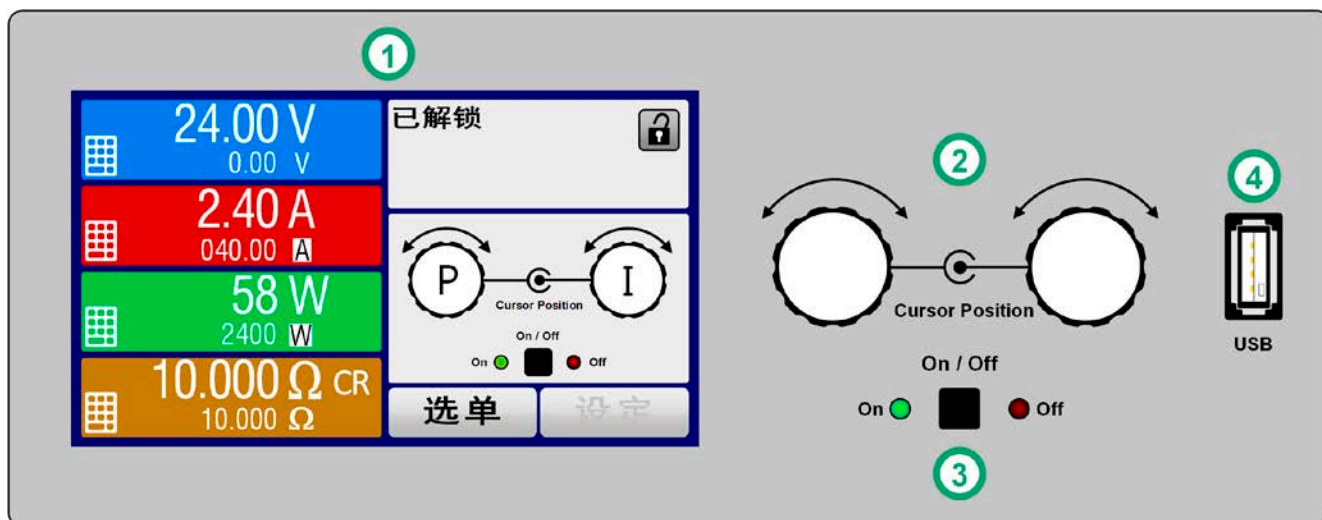 1
24.00 V
0.00 V
2.40 A
040.00 A
58 W
2400 W
10.000 Ω CR
10.000 Ω
已解锁
P
I
Cursor Position
On / Off
On
Off
选单
设定
2
Cursor Position
On / Off
On
Off
3
4
USB